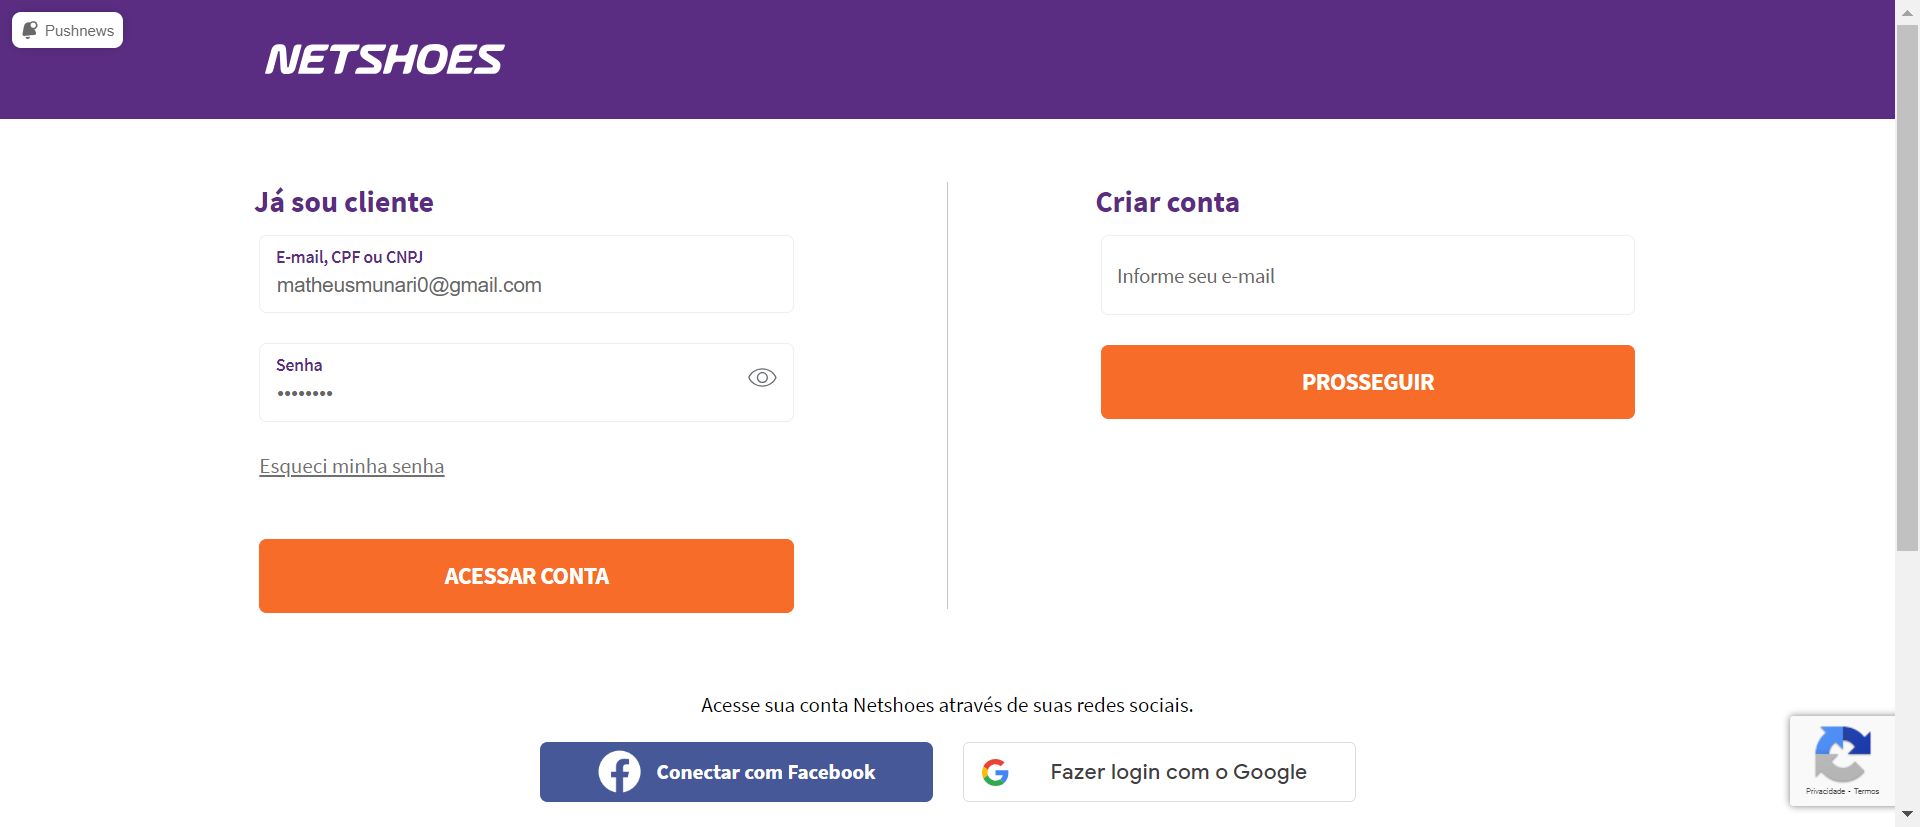 Pushnews
NETSHOES
Já sou cliente
E-mail, CPF ou CNPJ
matheusmunari0@gmail.com
Senha
••••••••
Esqueci minha senha
ACESSAR CONTA
Criar conta
Informe seu e-mail
PROSSEGUIR
Acesse sua conta Netshoes através de suas redes sociais.
Conectar com Facebook
Fazer login com o Google
Privacidade - Termos